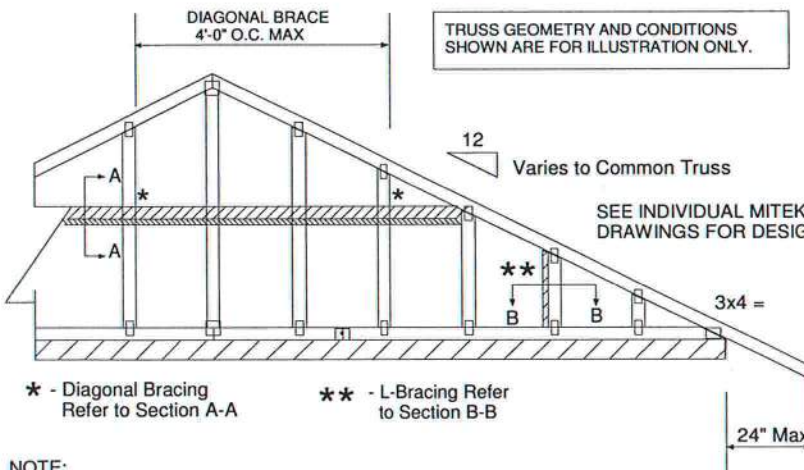 DIAGONAL BRACE
4'-0" O.C. MAX
TRUSS GEOMETRY AND CONDITIONS
SHOWN ARE FOR ILLUSTRATION ONLY.
12
Varies to Common Truss
A
*
*
SEE INDIVIDUAL MITEK
DRAWINGS FOR DESIG
A
**
B
B
3x4 =
* - Diagonal Bracing
Refer to Section A-A
** - L-Bracing Refer
to Section B-B
24" Max
NOTE: